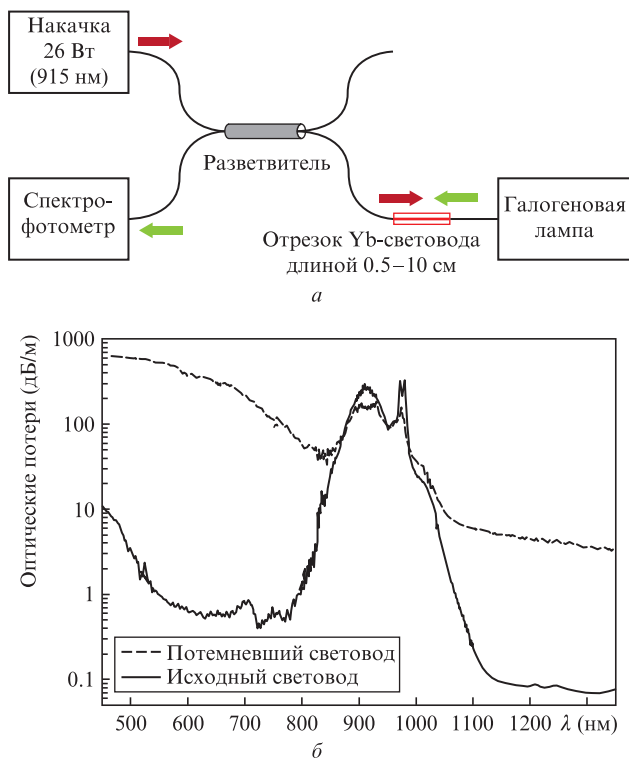 Накачка
26 Вт
(915 нм)
Разветвитель
Спектро-
фотометр
Отрезок Yb-световода
длиной 0.5–10 см
Галогеновая
лампа
а
Оптические потери (дБ/м)
1000
100
10
1
0.1
Потемневший световод
Исходный световод
500 600 700 800 900 1000 1100 1200 λ (нм)
б